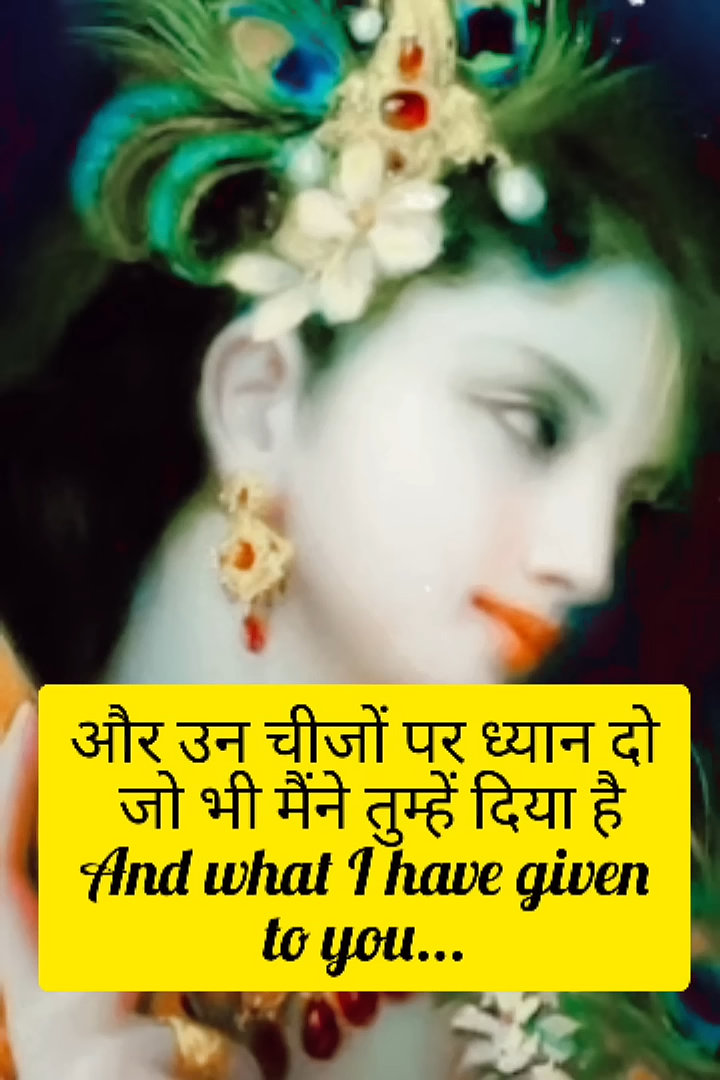 और उन चीजों पर ध्यान दो
जो भी मैंने तुम्हें दिया है
And what I have given
to you...